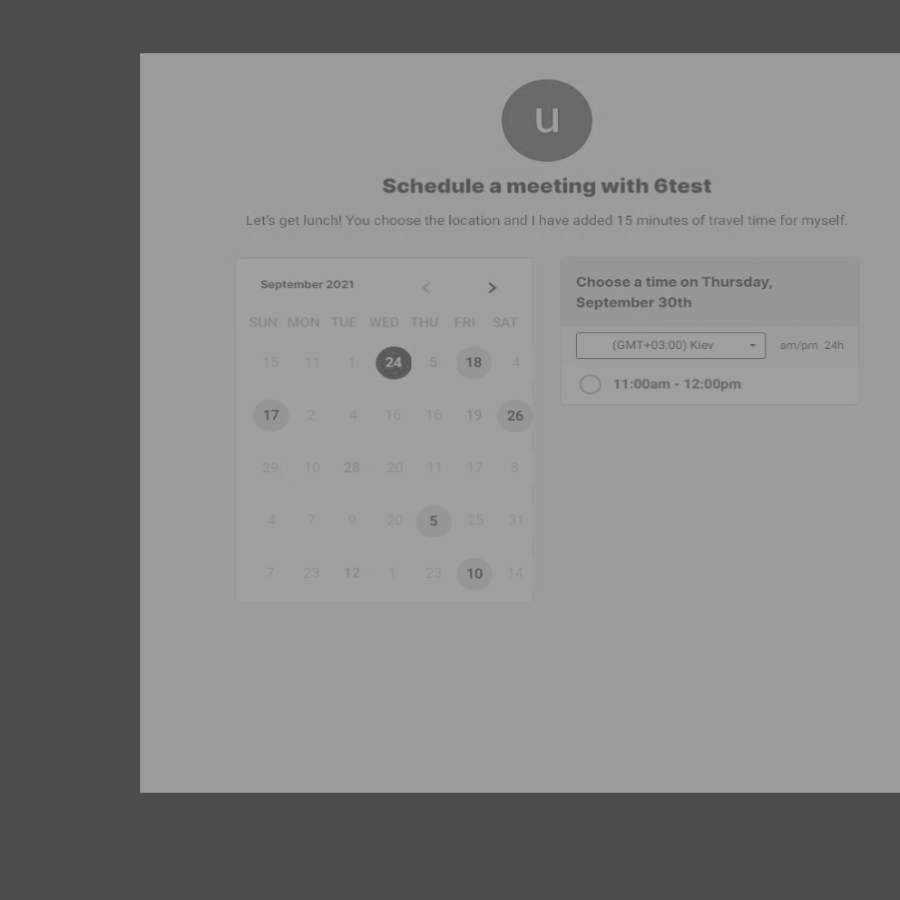 u
Schedule a meeting with 6test
Let's get lunch! You choose the location and I have added 15 minutes of travel time for myself.
September 2021 < >
SUN MON TUE WED THU FRI SAT
15 11 1 24 5 18 4
17 2 4 16 16 19 26
29 10 28 20 11 17 8
4 7 9 20 5 25 31
7 23 12 1 23 10 14
Choose a time on Thursday,
September 30th
(GMT+03:00) Kiev am/pm 24h
11:00am - 12:00pm